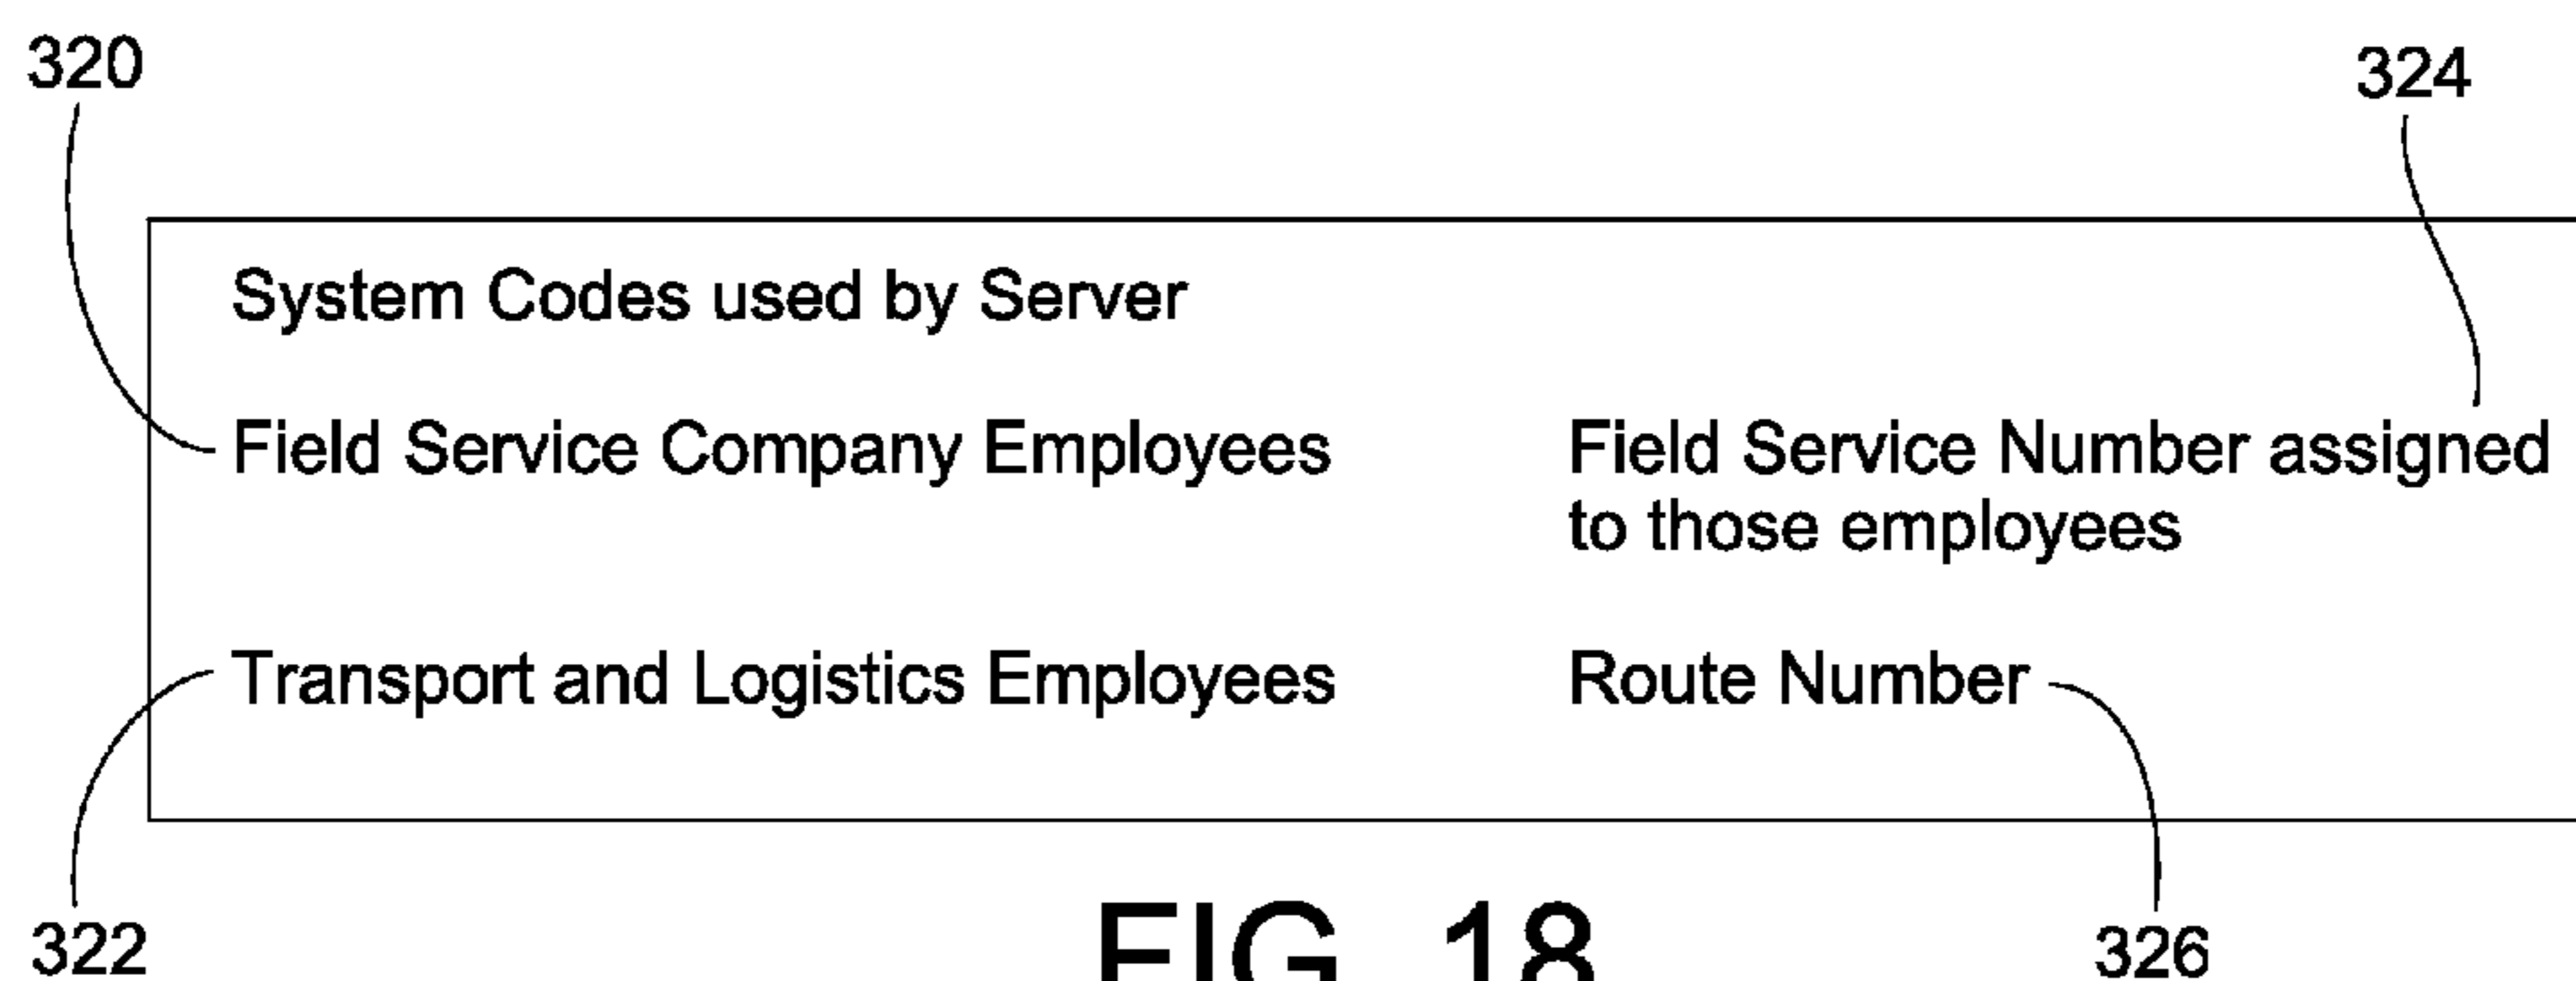 320
324
System Codes used by Server
Field Service Company Employees
Field Service Number assigned
to those employees
Transport and Logistics Employees
Route Number
322
FIG. 18
326